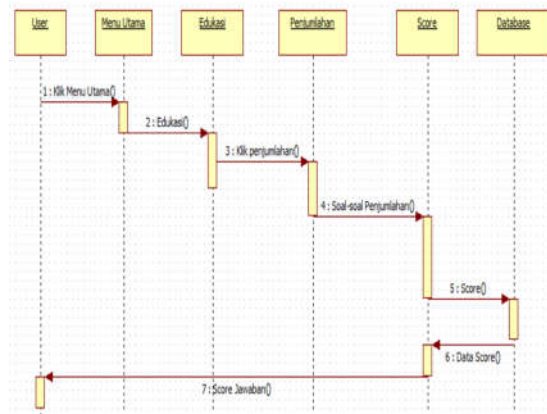 User
Menu Utama
Edukasi
Penjumlahan
Score
Database
1 : Klik Menu Utama()
2 : Edukasi()
3 : Klik penjumlahan()
4 : Soal-soal Penjumlahan()
5 : Score()
6 : Data Score()
7 : Score Jawaban()